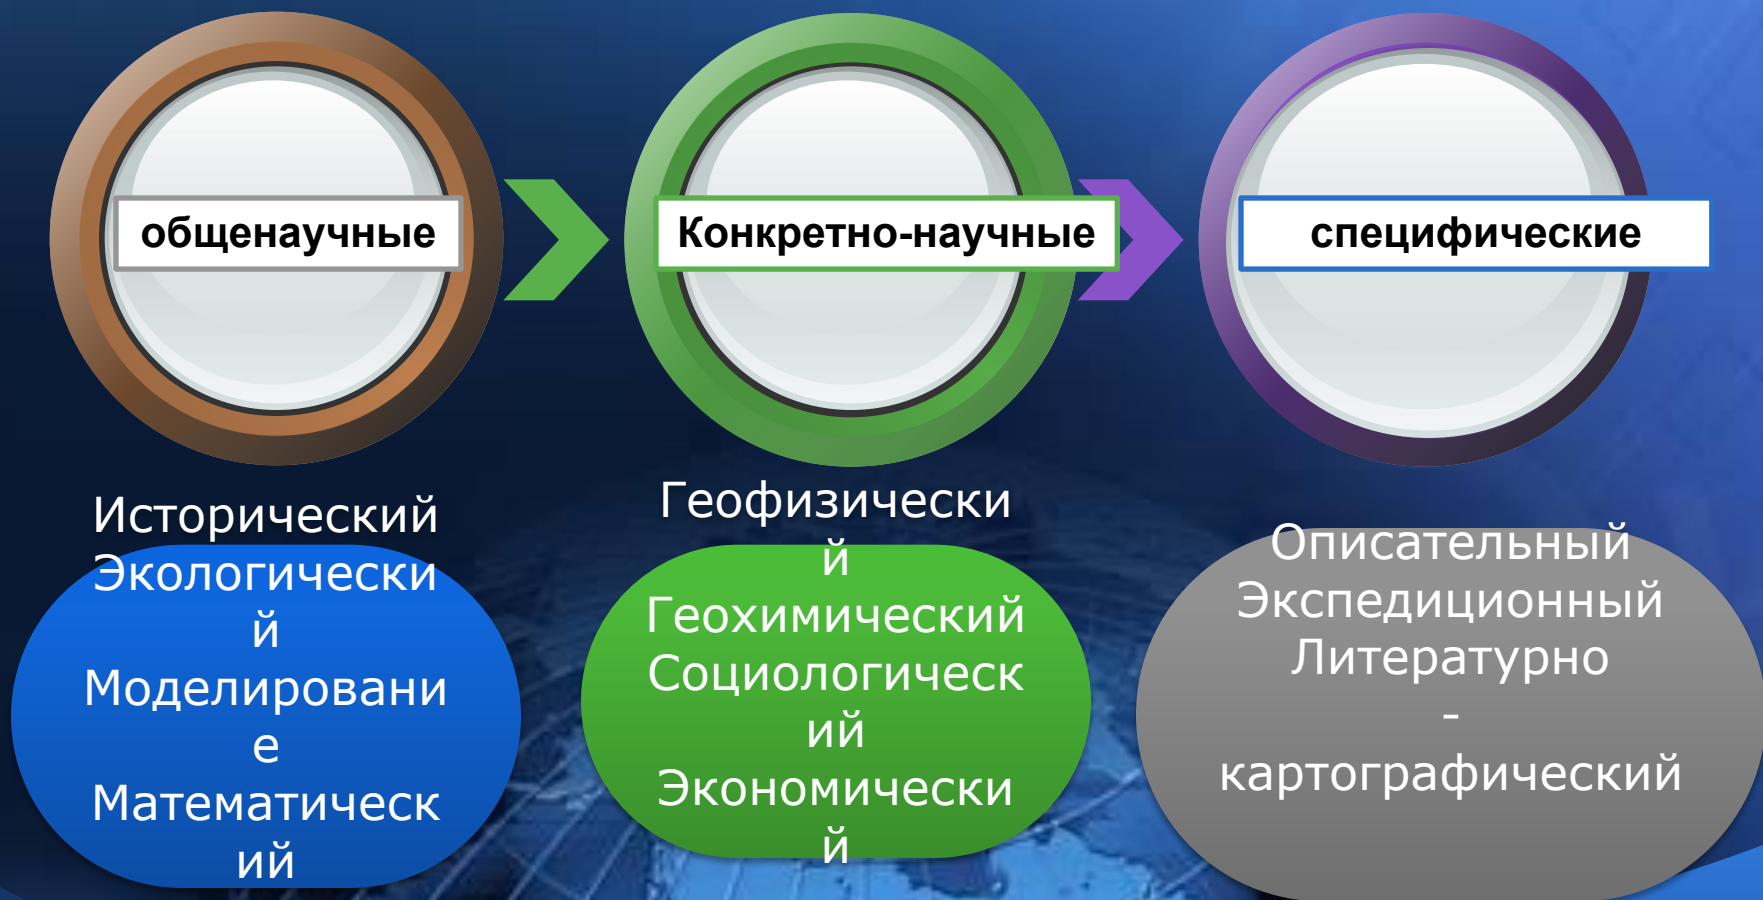 общенаучные
Конкретно-научные
специфические
Исторический
Экологически
й
Моделировани
е
Математическ
ий
Геофизически
й
Геохимический
Социологическ
ий
Экономически
й
Описательный
Экспедиционный
Литературно
-
картографический